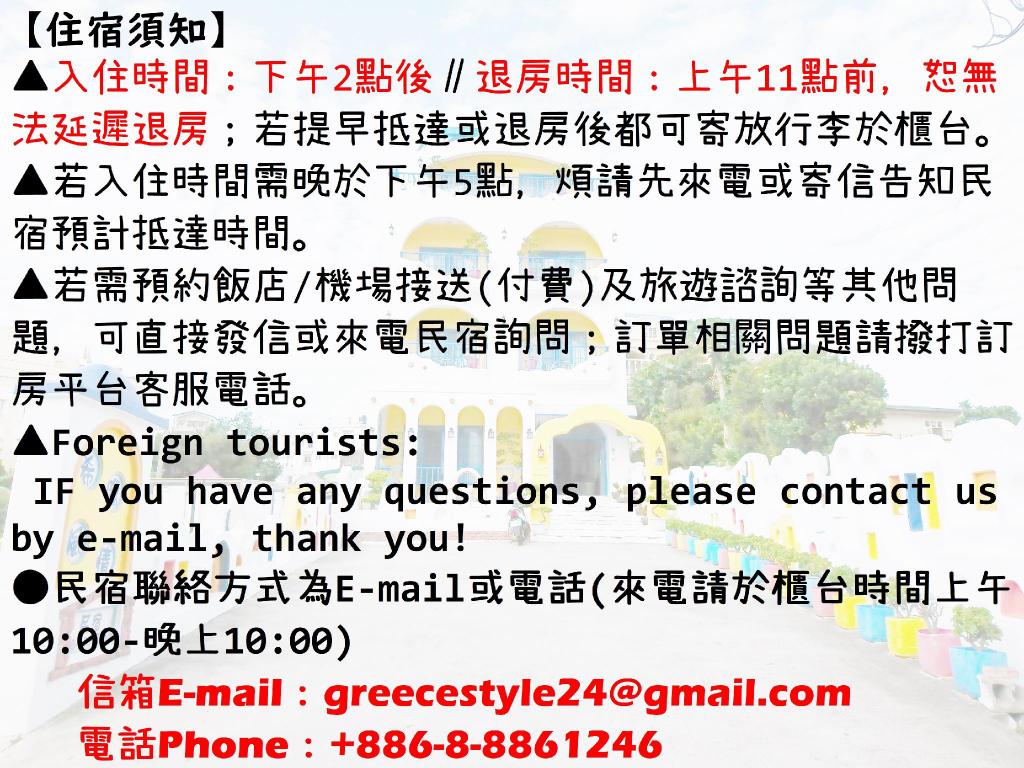 【住宿須知】
▲入住時間：下午2點後∥退房時間：上午11點前，恕無
法延遲退房；若提早抵達或退房後都可寄放行李於櫃台。
▲若入住時間需晚於下午5點，煩請先來電或寄信告知民
宿預計抵達時間。
▲若需預約飯店/機場接送(付費)及旅遊諮詢等其他問
題，可直接發信或來電民宿詢問；訂單相關問題請撥打訂
房平台客服電話。
▲Foreign tourists:
IF you have any questions, please contact us
by e-mail, thank you!
●民宿聯絡方式為E-mail或電話(來電請於櫃台時間上午
10:00-晚上10:00)
信箱E-mail：greecestyle24@gmail.com
電話Phone：+886-8-8861246